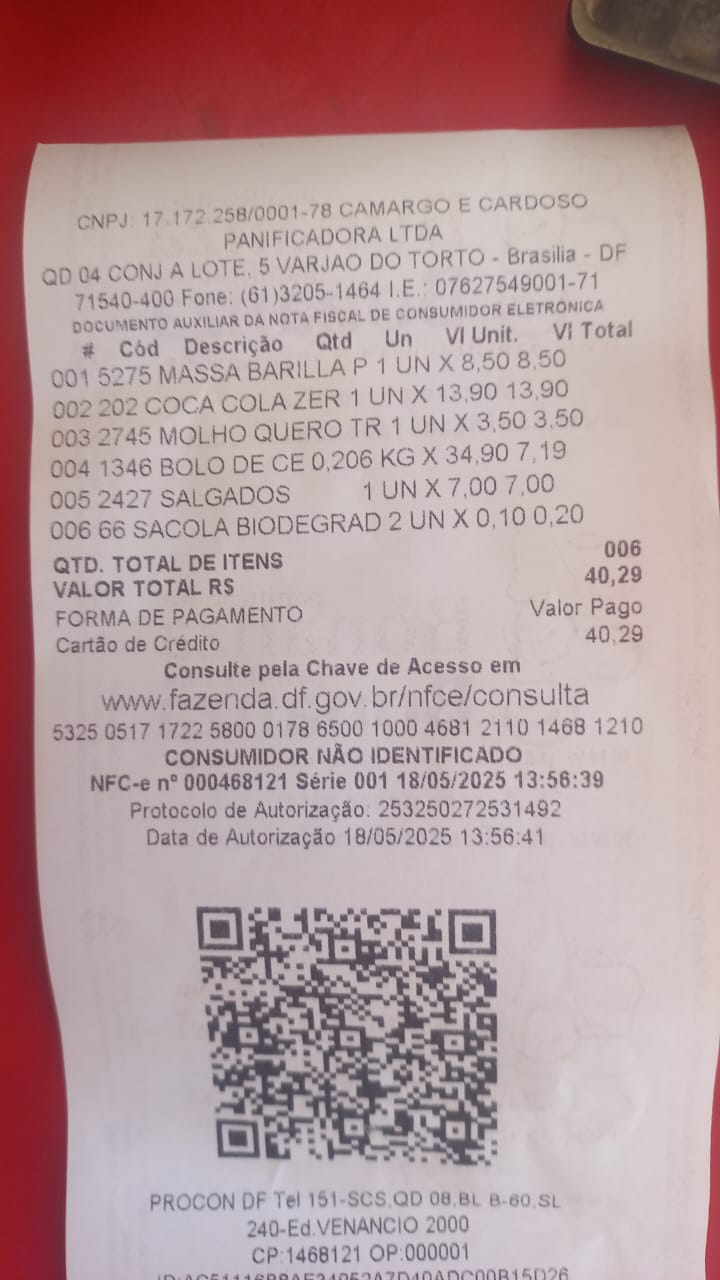 CNPJ: 17.172.258/0001-78 CAMARGO E CARDOSO
PANIFICADORA LTDA
QD 04 CONJ A LOTE, 5 VARJAO DO TORTO - Brasilia - DF
71540-400 Fone: (61)3205-1464 I.E.: 07627549001-71
DOCUMENTO AUXILIAR DA NOTA FISCAL DE CONSUMIDOR ELETRÔNICA
# Cód Descrição Qtd Un Vl Unit. Vl Total
001 5275 MASSA BARILLA P 1 UN X 8,50 8,50
002 202 COCA COLA ZER 1 UN X 13,90 13,90
003 2745 MOLHO QUERO TR 1 UN X 3,50 3,50
004 1346 BOLO DE CE 0,206 KG X 34,90 7,19
005 2427 SALGADOS 1 UN X 7,00 7,00
006 66 SACOLA BIODEGRAD 2 UN X 0,10 0,20
QTD. TOTAL DE ITENS 006
VALOR TOTAL R$ 40,29
FORMA DE PAGAMENTO Valor Pago
Cartão de Crédito 40,29
Consulte pela Chave de Acesso em
www.fazenda.df.gov.br/nfce/consulta
5325 0517 1722 5800 0178 6500 1000 4681 2110 1468 1210
CONSUMIDOR NÃO IDENTIFICADO
NFC-e nº 000468121 Série 001 18/05/2025 13:56:39
Protocolo de Autorização: 253250272531492
Data de Autorização 18/05/2025 13:56:41
PROCON DF Tel 151-SCS,QD 08,BL B-60,SL
240-Ed.VENANCIO 2000
CP:1468121 OP:000001